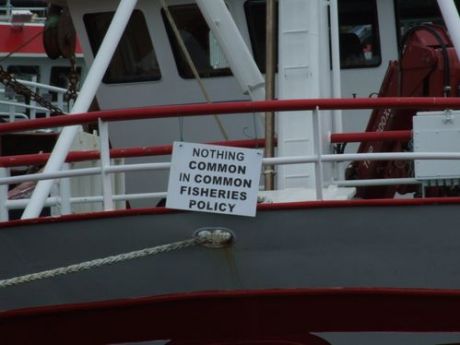 NOTHING
COMMON
IN COMMON
FISHERIES
POLICY